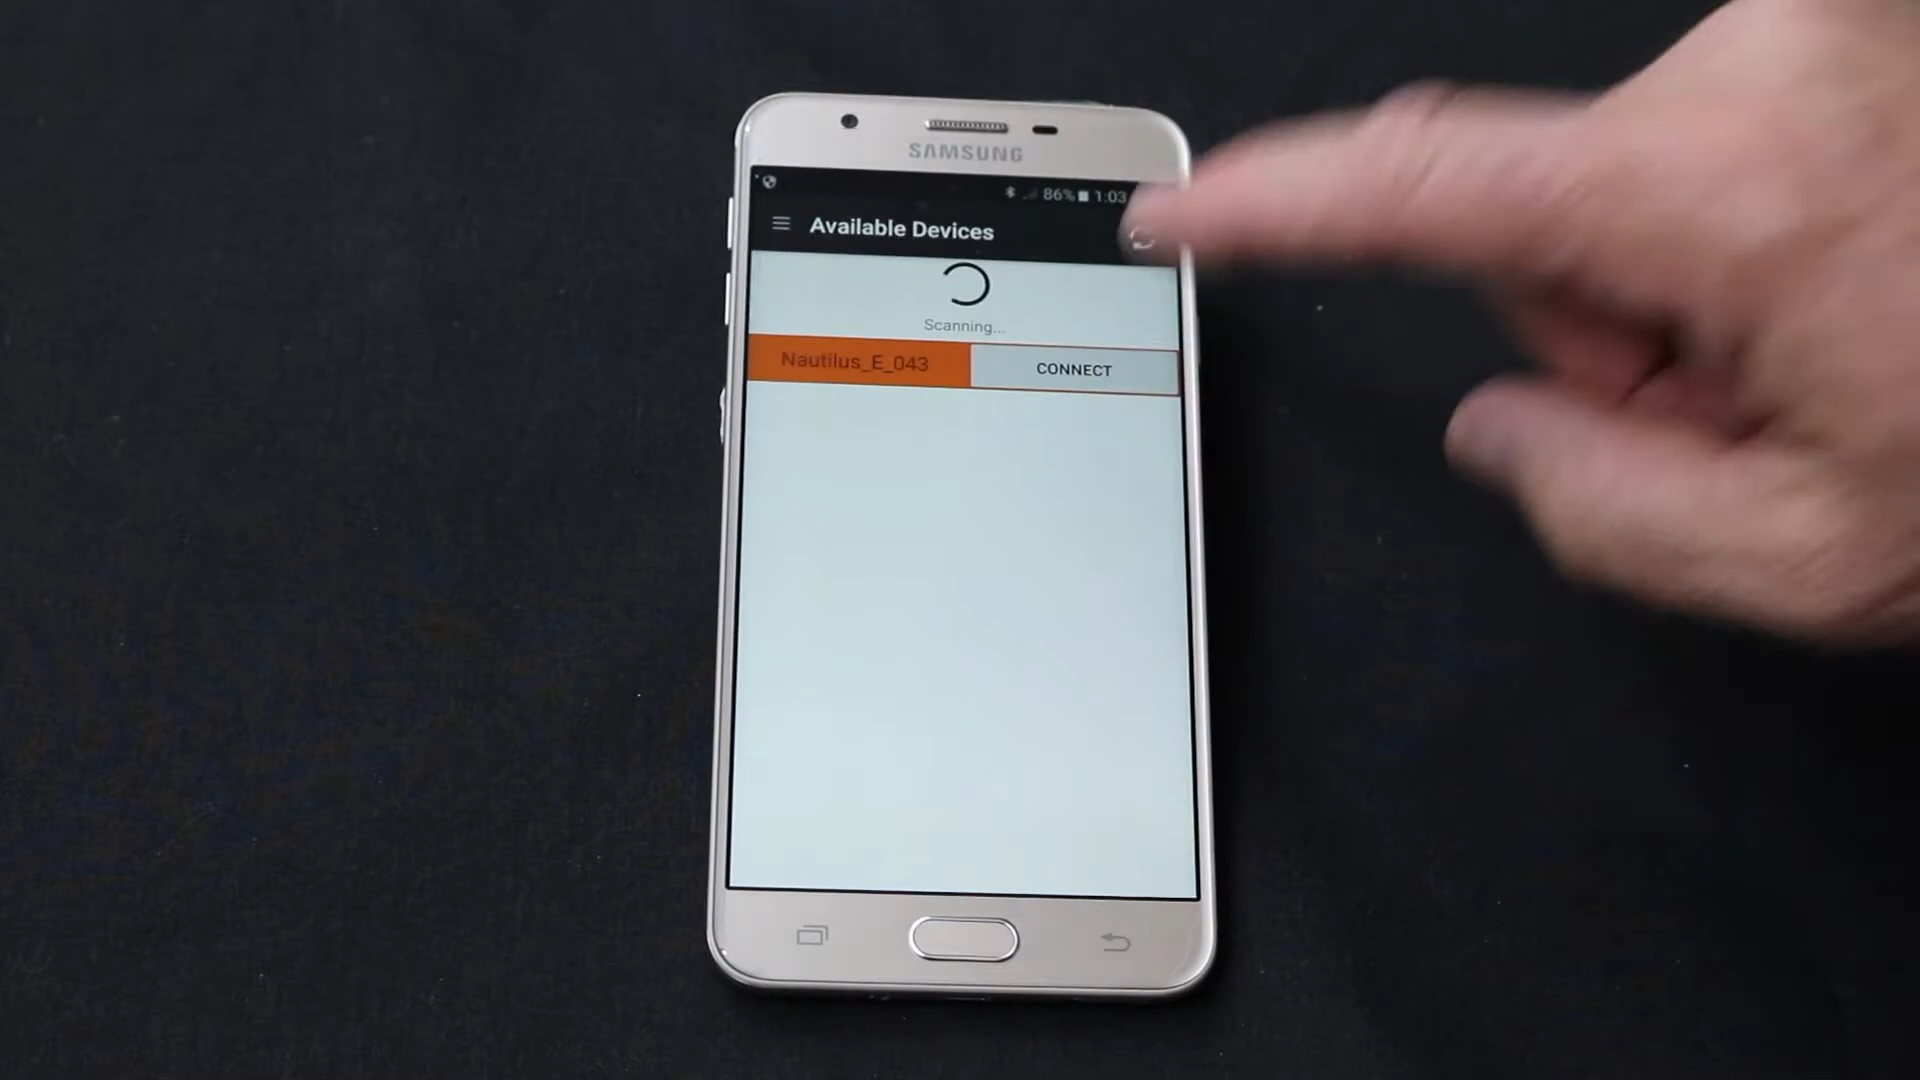 SAMSUNG
86% 1:03
Available Devices
Scanning...
Nautilus_E_043 CONNECT